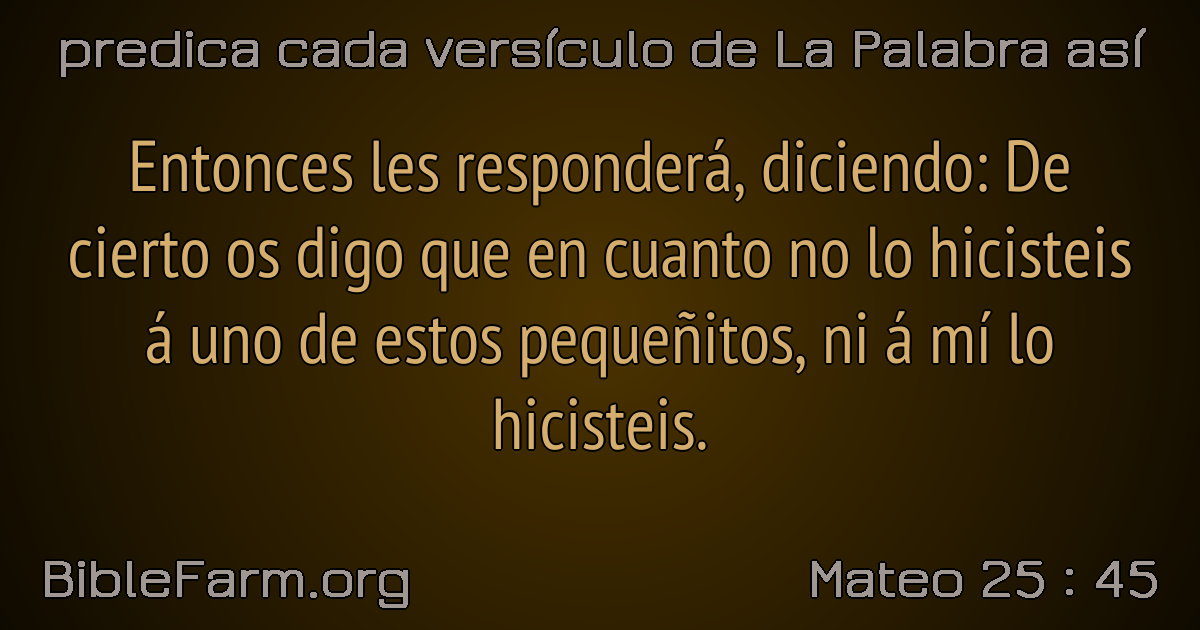 predica cada versículo de La Palabra así
Entonces les responderá, diciendo: De
cierto os digo que en cuanto no lo hicisteis
á uno de estos pequeñitos, ni á mí lo
hicisteis.
BibleFarm.org
Mateo 25 : 45